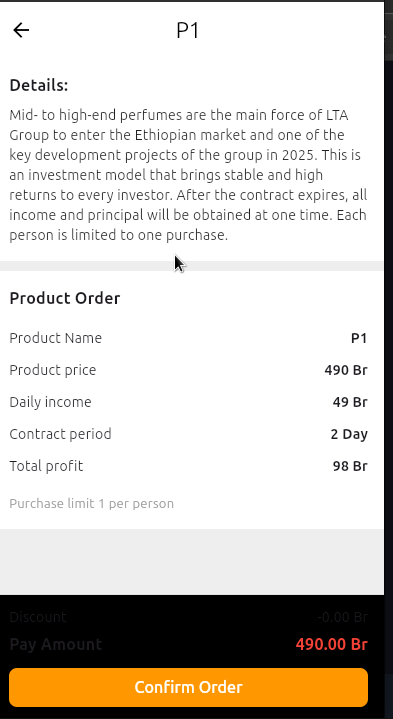 P1
Details:
Mid- to high-end perfumes are the main force of LTA
Group to enter the Ethiopian market and one of the
key development projects of the group in 2025. This is
an investment model that brings stable and high
returns to every investor. After the contract expires, all
income and principal will be obtained at one time. Each
person is limited to one purchase.
Product Order
Product Name P1
Product price 490 Br
Daily income 49 Br
Contract period 2 Day
Total profit 98 Br
Purchase limit 1 per person
Discount -0.00 Br
Pay Amount 490.00 Br
Confirm Order